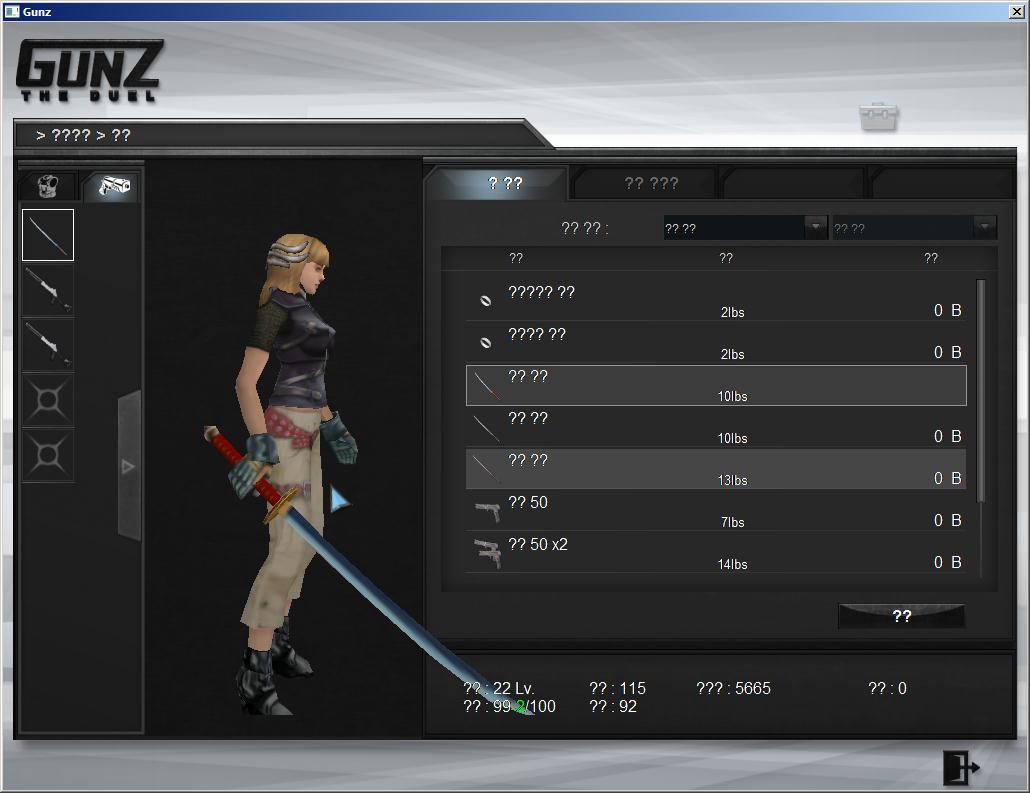 Gunz
GUNZ
THE DUEL
> ???? > ??
? ??
?? ???
?? ?? :
?? ??
?? ??
??
??
??
????? ??
2lbs
0 B
???? ??
2lbs
0 B
?? ??
10lbs
?? ??
10lbs
0 B
?? ??
13lbs
0 B
?? 50
7lbs
0 B
?? 50 x2
14lbs
0 B
??
?? : 22 Lv.
?? : 115
??? : 5665
?? : 0
?? : 99
/100
?? : 92